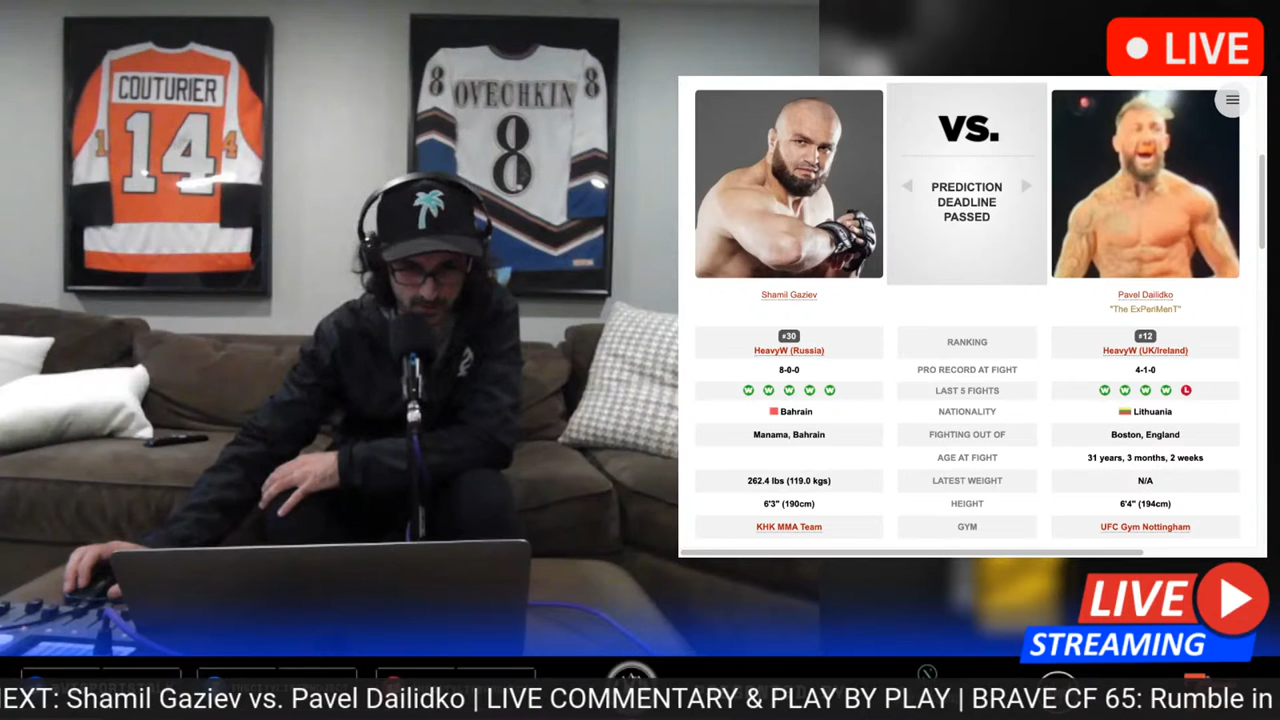 COUTURIER
14
14
8 OVECHKIN 8
8
LIVE
VS.
PREDICTION
DEADLINE
PASSED
Shamil Gaziev
Pavel Dailidko
"The ExPeriMenT"
#30 RANKING #12
HeavyW (Russia) HeavyW (UK/Ireland)
8-0-0 PRO RECORD AT FIGHT 4-1-0
W W W W W LAST 5 FIGHTS W W W W L
Bahrain NATIONALITY Lithuania
Manama, Bahrain FIGHTING OUT OF Boston, England
AGE AT FIGHT 31 years, 3 months, 2 weeks
262.4 lbs (119.0 kgs) LATEST WEIGHT N/A
6'3" (190cm) HEIGHT 6'4" (194cm)
KHK MMA Team GYM UFC Gym Nottingham
LIVE
STREAMING
NEXT: Shamil Gaziev vs. Pavel Dailidko | LIVE COMMENTARY & PLAY BY PLAY | BRAVE CF 65: Rumble in